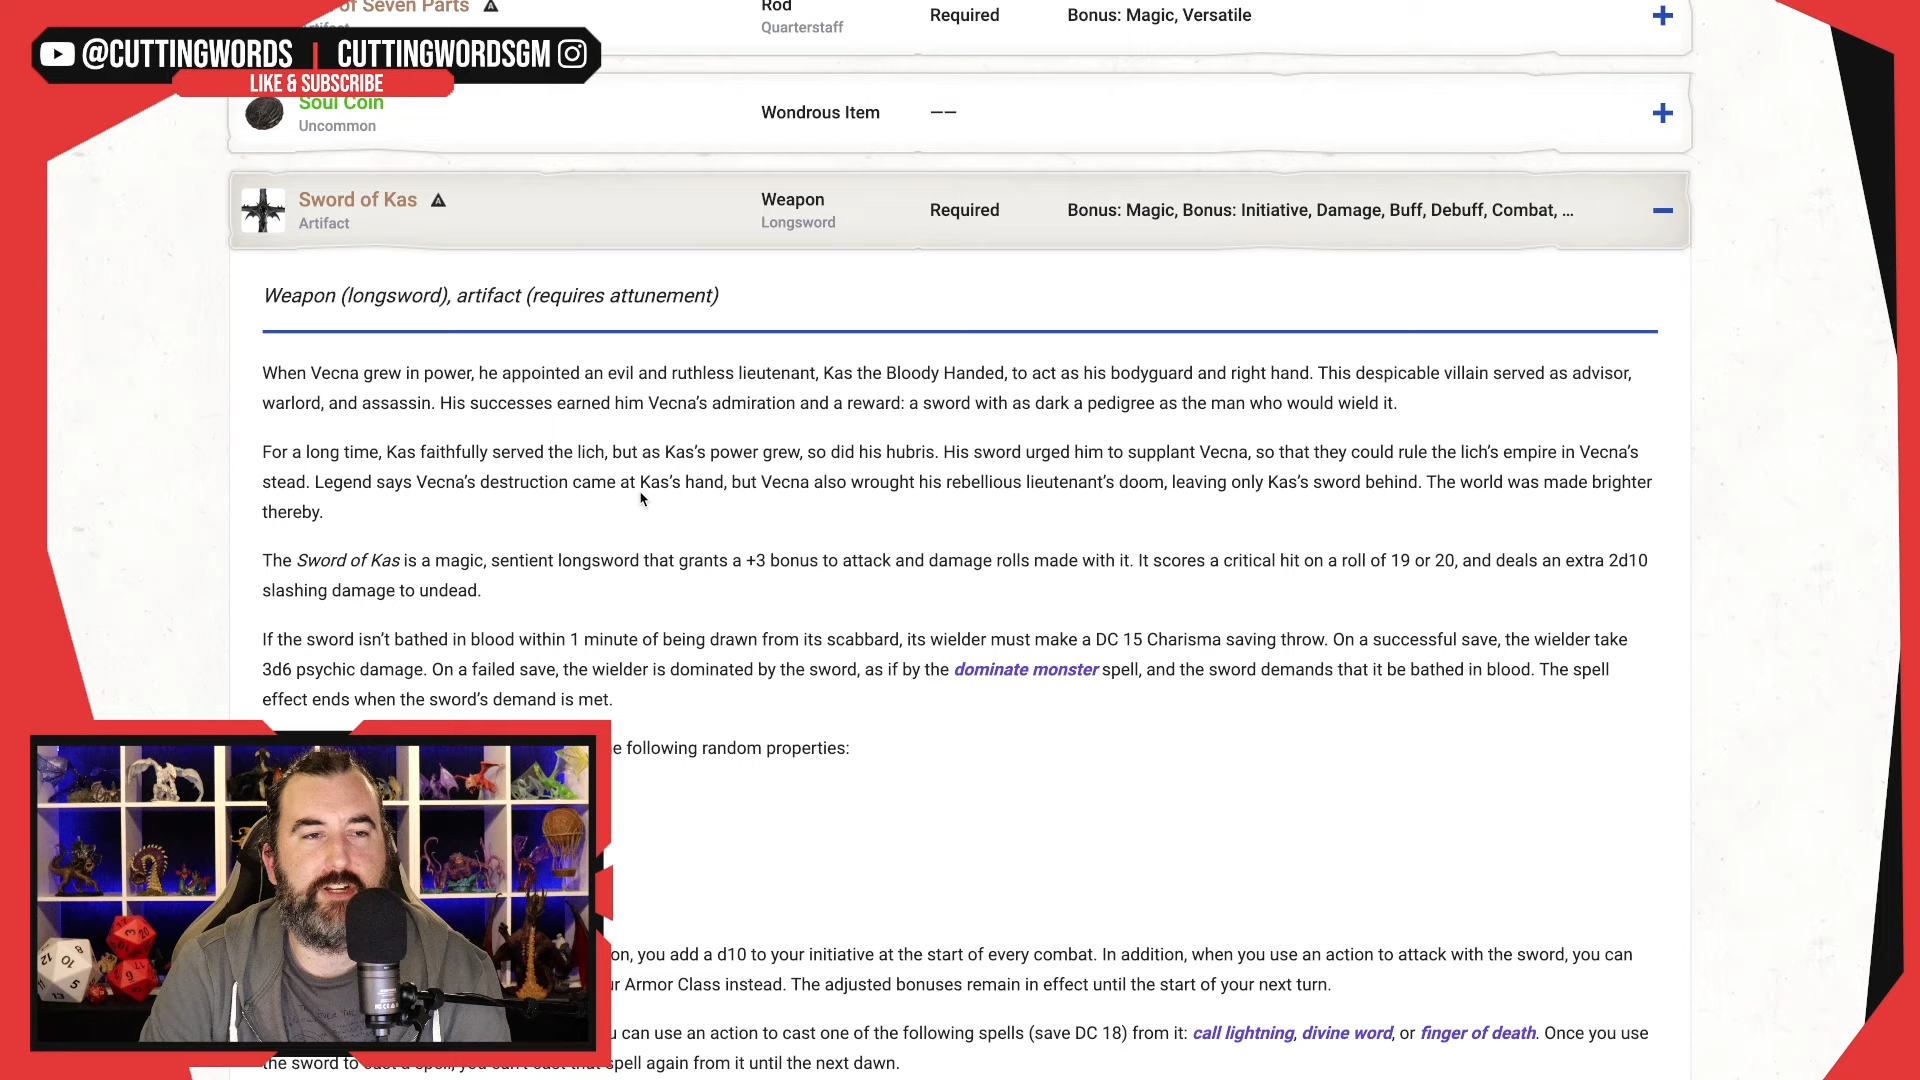 of Seven Parts
Rod
Required
Bonus: Magic, Versatile
Quarterstaff
@CUTTINGWORDS | CUTTINGWORDSGM
LIKE & SUBSCRIBE
Soul Coin
Uncommon
Wondrous Item
——
Sword of Kas
Artifact
Weapon
Longsword
Required
Bonus: Magic, Bonus: Initiative, Damage, Buff, Debuff, Combat, ...
Weapon (longsword), artifact (requires attunement)
When Vecna grew in power, he appointed an evil and ruthless lieutenant, Kas the Bloody Handed, to act as his bodyguard and right hand. This despicable villain served as advisor,
warlord, and assassin. His successes earned him Vecna’s admiration and a reward: a sword with as dark a pedigree as the man who would wield it.
For a long time, Kas faithfully served the lich, but as Kas’s power grew, so did his hubris. His sword urged him to supplant Vecna, so that they could rule the lich’s empire in Vecna’s
stead. Legend says Vecna’s destruction came at Kas’s hand, but Vecna also wrought his rebellious lieutenant’s doom, leaving only Kas’s sword behind. The world was made brighter
thereby.
The Sword of Kas is a magic, sentient longsword that grants a +3 bonus to attack and damage rolls made with it. It scores a critical hit on a roll of 19 or 20, and deals an extra 2d10
slashing damage to undead.
If the sword isn’t bathed in blood within 1 minute of being drawn from its scabbard, its wielder must make a DC 15 Charisma saving throw. On a successful save, the wielder take
3d6 psychic damage. On a failed save, the wielder is dominated by the sword, as if by the dominate monster spell, and the sword demands that it be bathed in blood. The spell
effect ends when the sword’s demand is met.
e following random properties:
on, you add a d10 to your initiative at the start of every combat. In addition, when you use an action to attack with the sword, you can
r Armor Class instead. The adjusted bonuses remain in effect until the start of your next turn.
u can use an action to cast one of the following spells (save DC 18) from it: call lightning, divine word, or finger of death. Once you use
the sword to cast a spell, you can't cast that spell again from it until the next dawn.